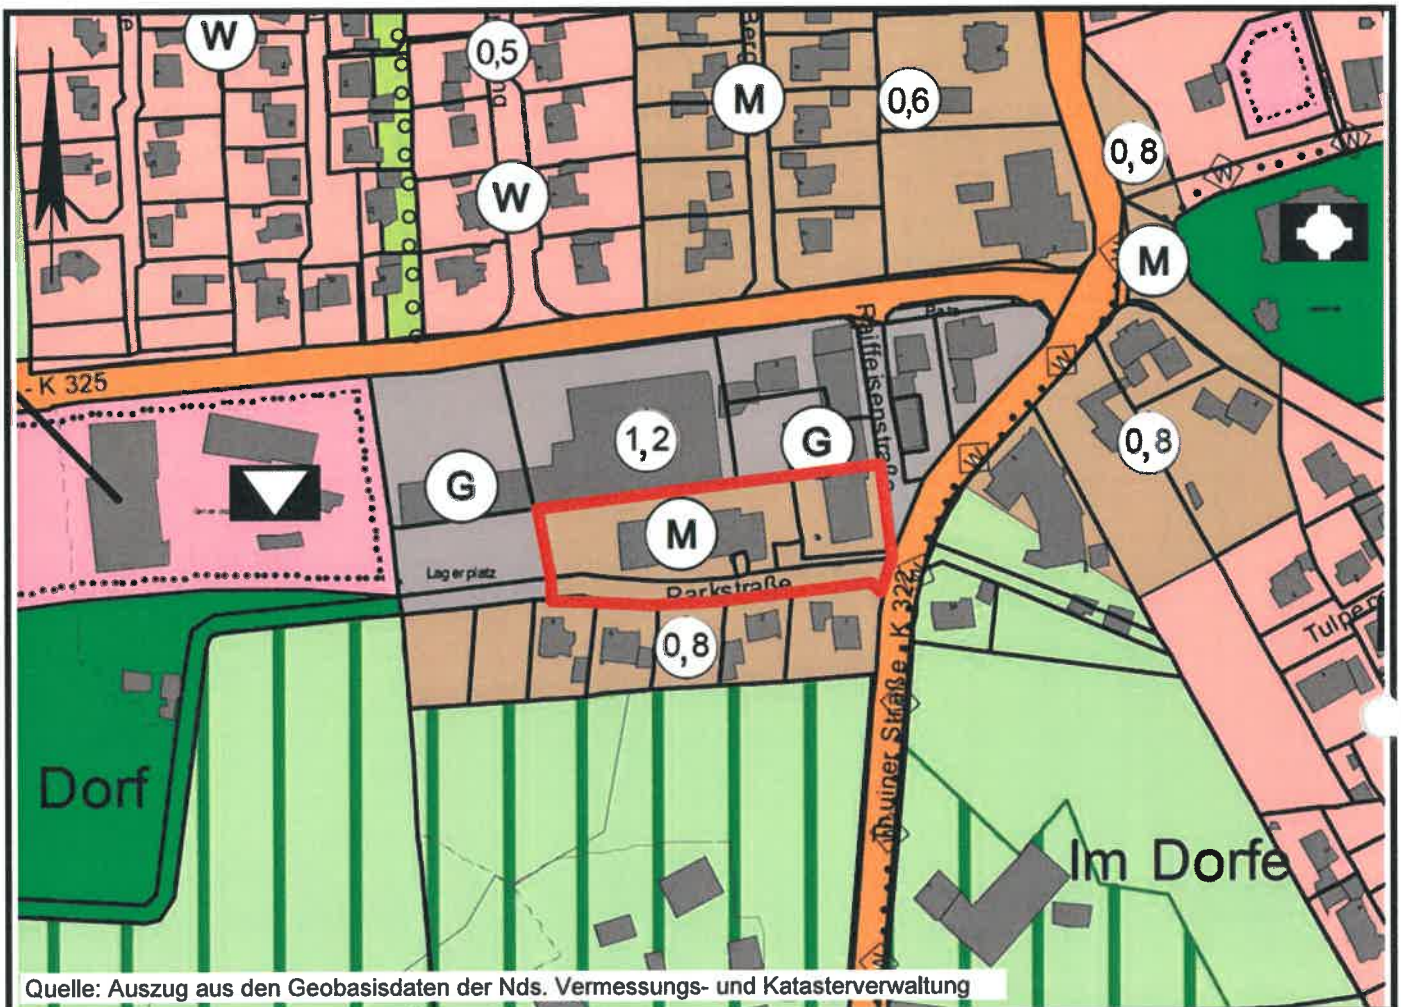 W
0,5
W
M
0,6
0,8
M
- K 325
Raiffeisenstraße
G
1,2
G
0,8
M
Lagerplatz
Parkstraße
0,8
Thuiner Straße K 322
Dorf
Im Dorfe
Quelle: Auszug aus den Geobasisdaten der Nds. Vermessungs- und Katasterverwaltung